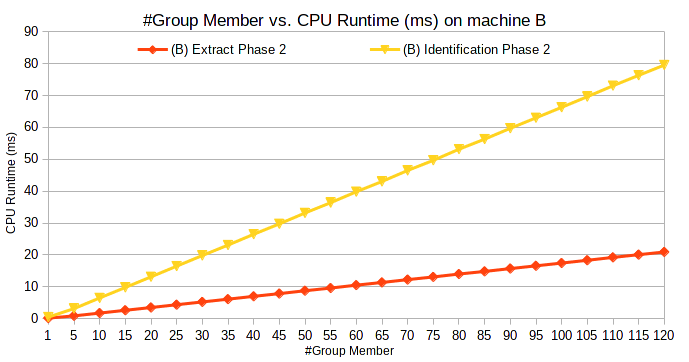 #Group Member vs. CPU Runtime (ms) on machine B
(B) Extract Phase 2 (B) Identification Phase 2
CPU Runtime (ms)
90
80
70
60
50
40
30
20
10
0
1 5 10 15 20 25 30 35 40 45 50 55 60 65 70 75 80 85 90 95 100 105 110 115 120
#Group Member